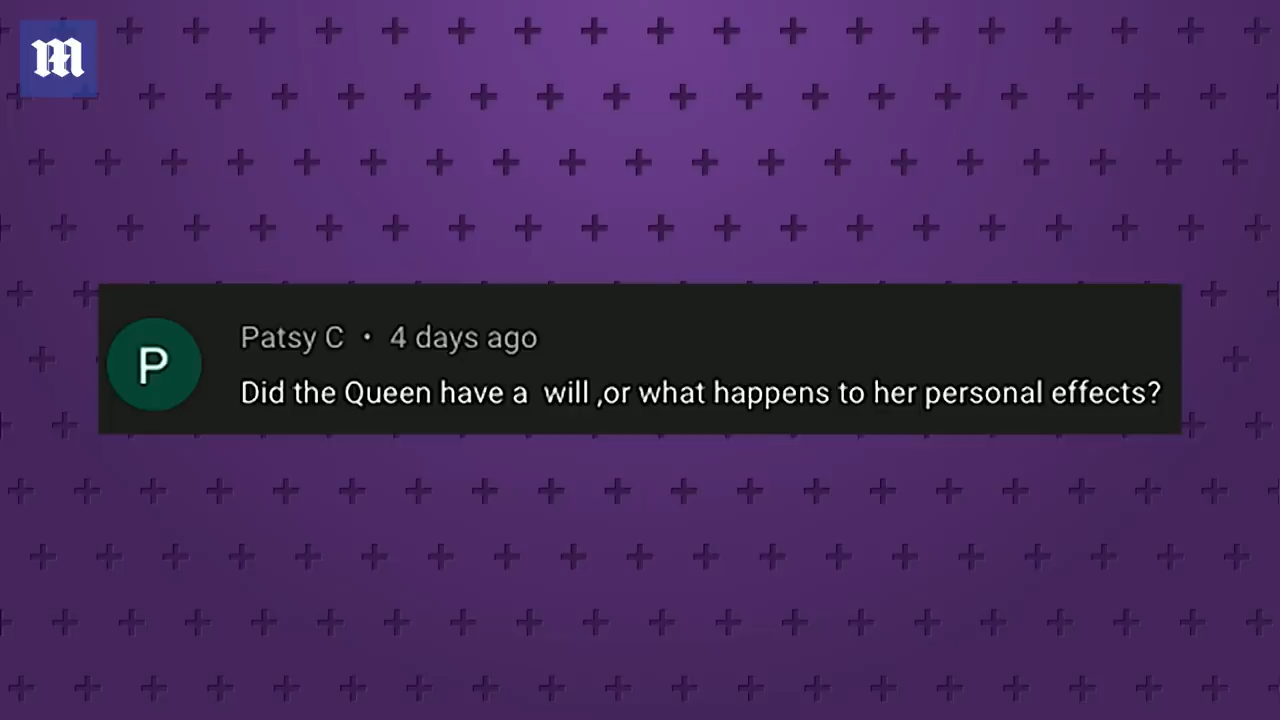 M
P
Patsy C • 4 days ago
Did the Queen have a  will ,or what happens to her personal effects?